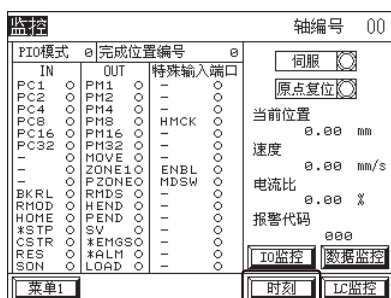 监控 轴编号 00
PIO模式 0 完成位置编号 0
IN OUT 特殊输入端口
PC1 ○ PM1 ○ – ○
PC2 ○ PM2 ○ – ○
PC4 ○ PM4 ○ – ○
PC8 ○ PM8 ○ HMCK ○
PC16 ○ PM16 ○ – ○
PC32 ○ PM32 ○ – ○
– ○ MOVE ○ – ○
– ○ ZONE1 ○ ENBL ○
– ○ PZONE ○ MDSW ○
BKRL ○ RMDS ○ – ○
RMOD ○ HEND ○ – ○
HOME ○ PEND ○ – ○
*STP ○ SV ○ – ○
CSTR ○ *EMGS ○ – ○
RES ○ *ALM ○ – ○
SON ○ LOAD ○ – ○
伺服
原点复位
当前位置
0.00 mm
速度
0.00 mm/s
电流比
0.00 %
报警代码
000
IO监控 数据监控
菜单1 时刻 LC监控